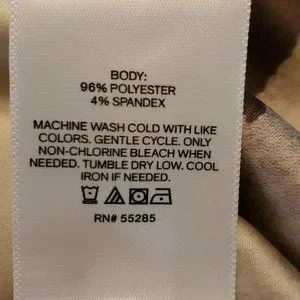 BODY:
96% POLYESTER
4% SPANDEX
MACHINE WASH COLD WITH LIKE
COLORS. GENTLE CYCLE. ONLY
NON-CHLORINE BLEACH WHEN
NEEDED. TUMBLE DRY LOW. COOL
IRON IF NEEDED.
RN# 55285